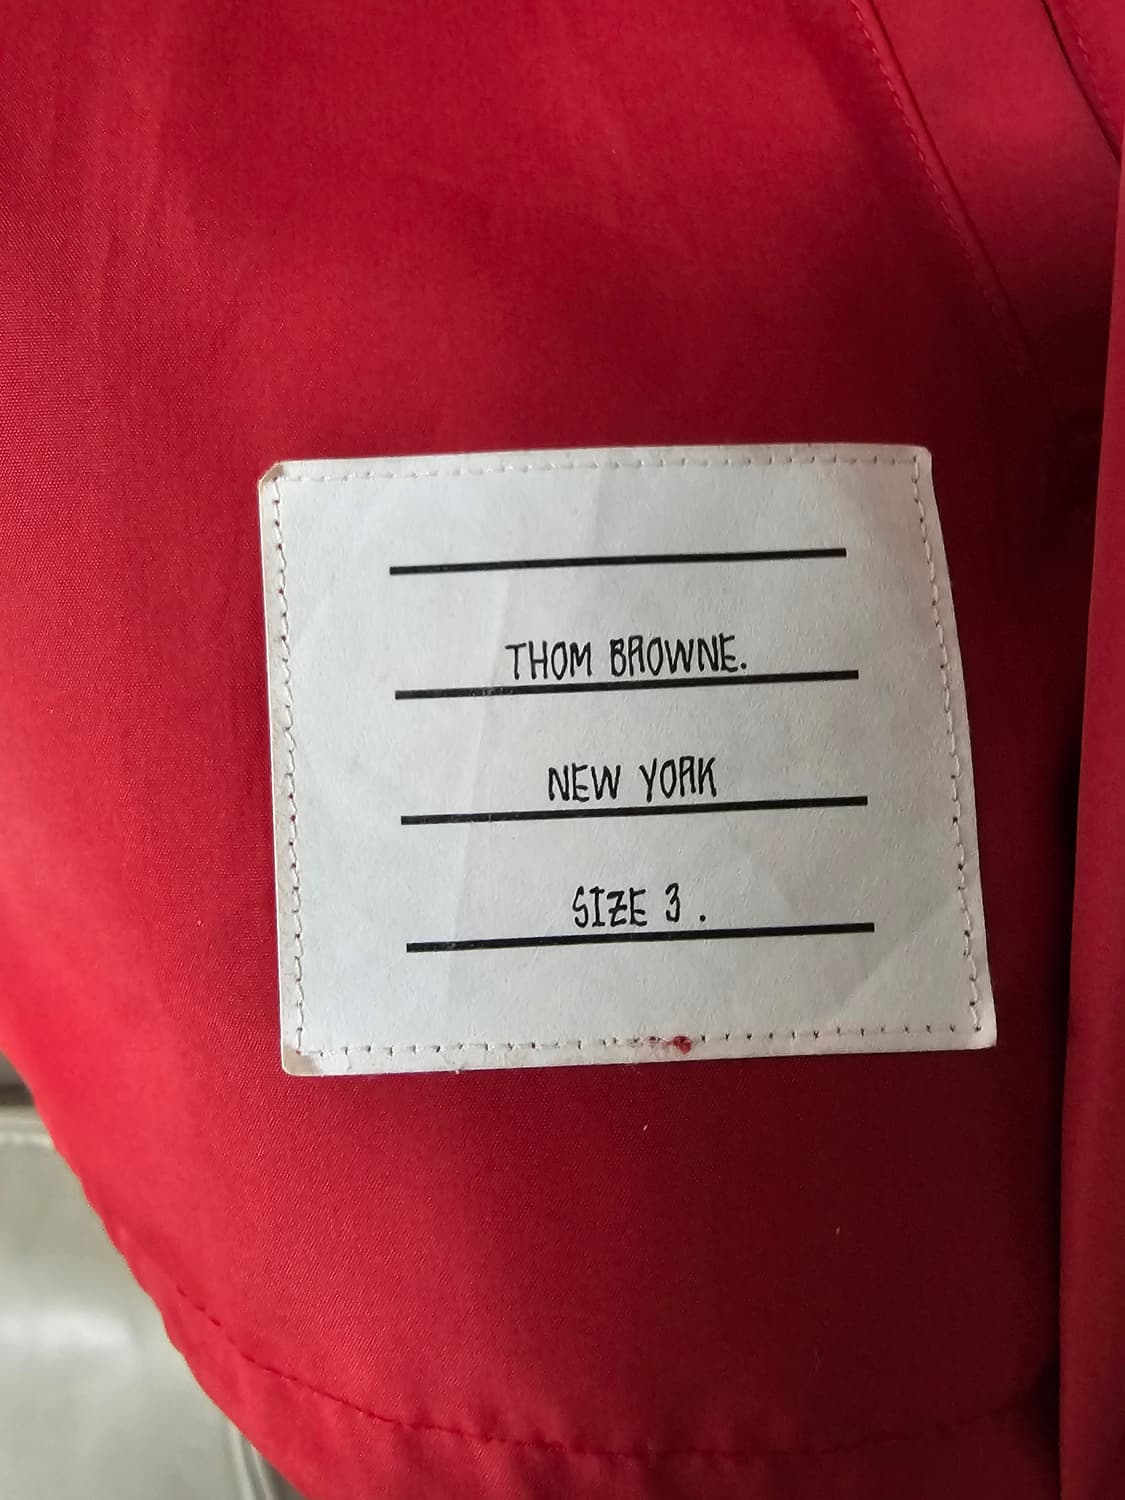 THOM BROWNE.
NEW YORK
SIZE 3 .